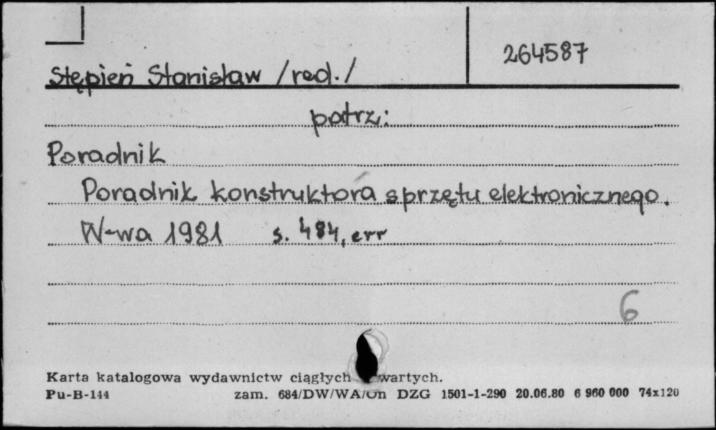 264587
Stępień Stanisław /red./
patrz:
Poradnik
Poradnik konstruktora sprzętu elektronicznego.
W-wa 1981 s. 484, err
6
Karta katalogowa wydawnictw ciągłych
Pu-B-144 zam. 684/DW/WA/Un DZG 1501-1-290 20.06.80 6 960 000 74x120